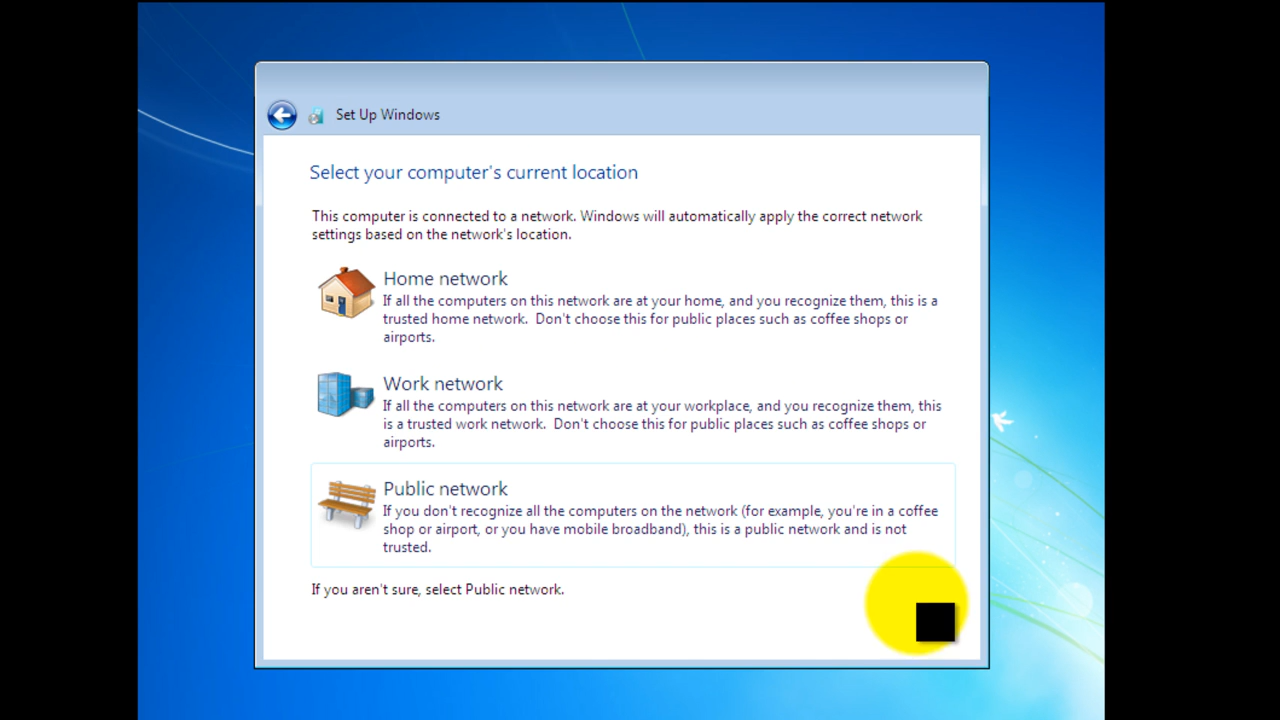 Set Up Windows
Select your computer's current location
This computer is connected to a network. Windows will automatically apply the correct network
settings based on the network's location.
Home network
If all the computers on this network are at your home, and you recognize them, this is a
trusted home network.  Don't choose this for public places such as coffee shops or
airports.
Work network
If all the computers on this network are at your workplace, and you recognize them, this
is a trusted work network.  Don't choose this for public places such as coffee shops or
airports.
Public network
If you don't recognize all the computers on the network (for example, you're in a coffee
shop or airport, or you have mobile broadband), this is a public network and is not
trusted.
If you aren't sure, select Public network.